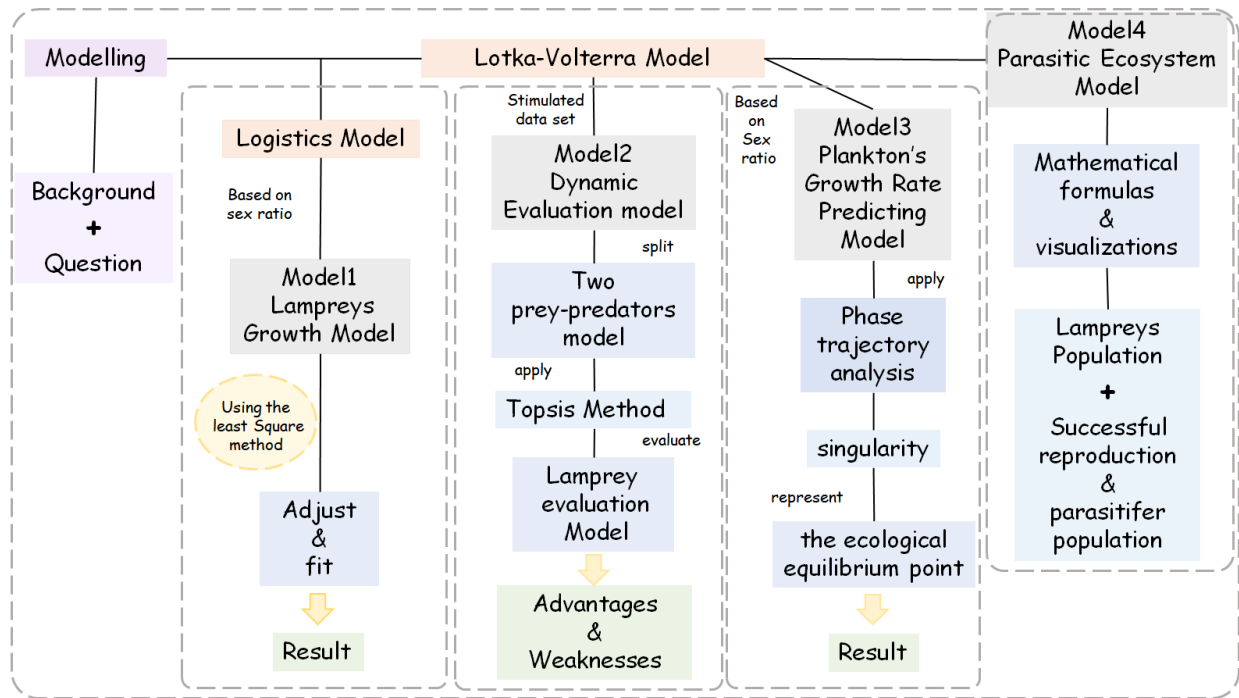 Modelling
Background
+
Question
Lotka-Volterra Model
Logistics Model
Based on
sex ratio
Model1
Lampreys
Growth Model
Using the
least Square
method
Adjust
&
fit
Result
Stimulated
data set
Model2
Dynamic
Evaluation model
split
Two
prey-predators
model
apply
Topsis Method
evaluate
Lamprey
evaluation
Model
Advantages
&
Weaknesses
Based
on
Sex
ratio
Model3
Plankton's
Growth Rate
Predicting
Model
apply
Phase
trajectory
analysis
singularity
represent
the ecological
equilibrium point
Result
Model4
Parasitic Ecosystem
Model
Mathematical
formulas
&
visualizations
Lampreys
Population
+
Successful
reproduction
&
parasitifer
population